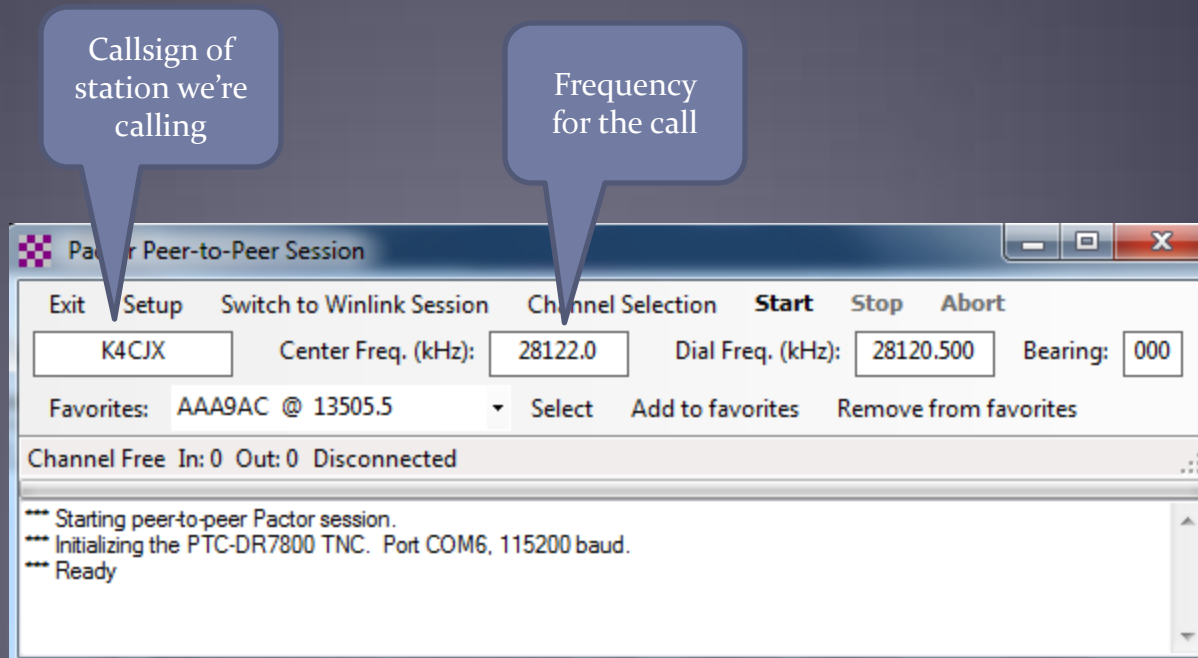 Callsign of
station we're
calling
Frequency
for the call
Pactor Peer-to-Peer Session
Exit Setup Switch to Winlink Session Channel Selection Start Stop Abort
K4CJX Center Freq. (kHz): 28122.0 Dial Freq. (kHz): 28120.500 Bearing: 000
Favorites: AAA9AC @ 13505.5 Select Add to favorites Remove from favorites
Channel Free In: 0 Out: 0 Disconnected
*** Starting peer-to-peer Pactor session.
*** Initializing the PTC-DR7800 TNC. Port COM6, 115200 baud.
*** Ready